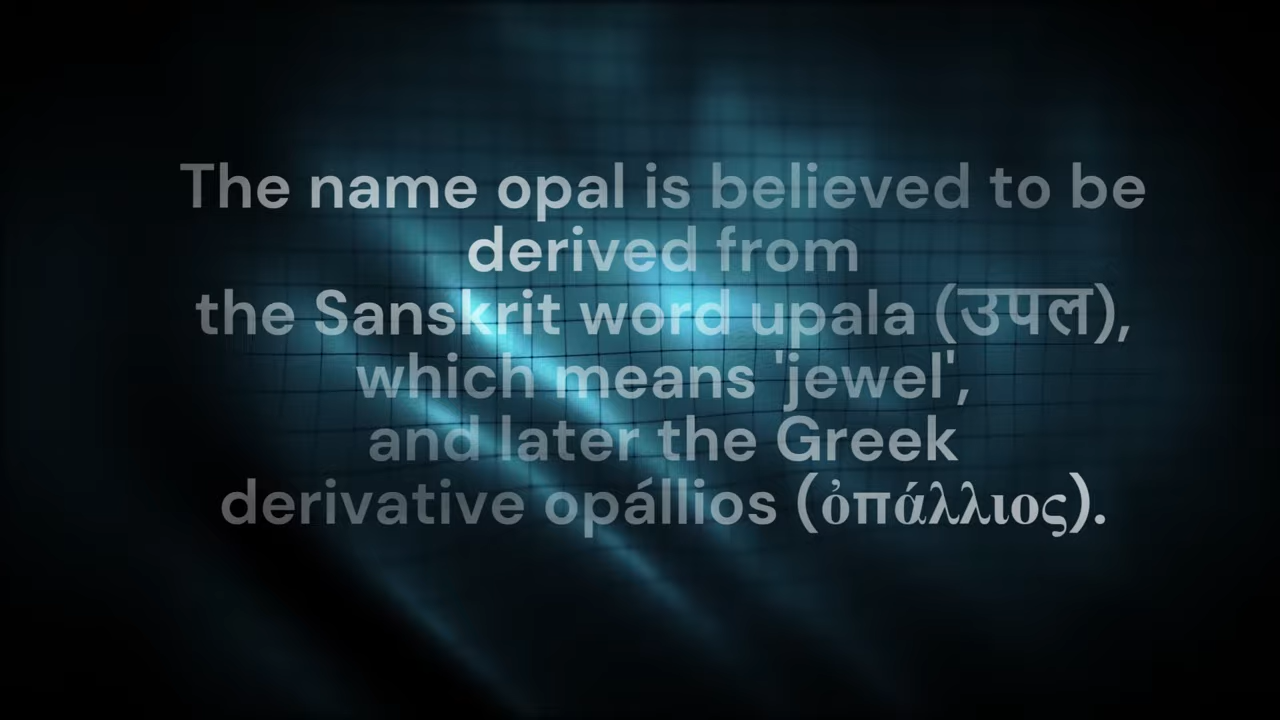 The name opal is believed to be
derived from
the Sanskrit word upala (उपल),
which means 'jewel',
and later the Greek
derivative opállios (ὀπάλλιος).